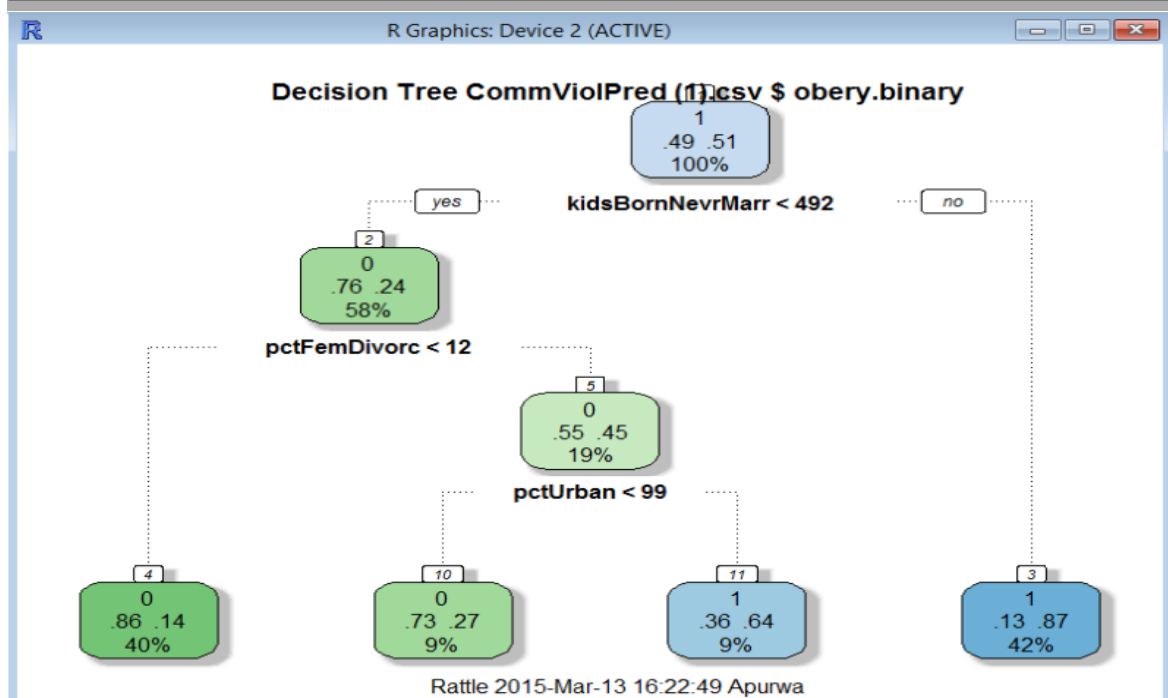 R R Graphics: Device 2 (ACTIVE)
Decision Tree CommViolPred (1).csv $ obery.binary
1
1
.49 .51
100%
yes kidsBornNevrMarr < 492 no
2
0
.76 .24
58%
pctFemDivorc < 12
5
0
.55 .45
19%
pctUrban < 99
4 10 11 3
0 0 1 1
.86 .14 .73 .27 .36 .64 .13 .87
40% 9% 9% 42%
Rattle 2015-Mar-13 16:22:49 Apurwa